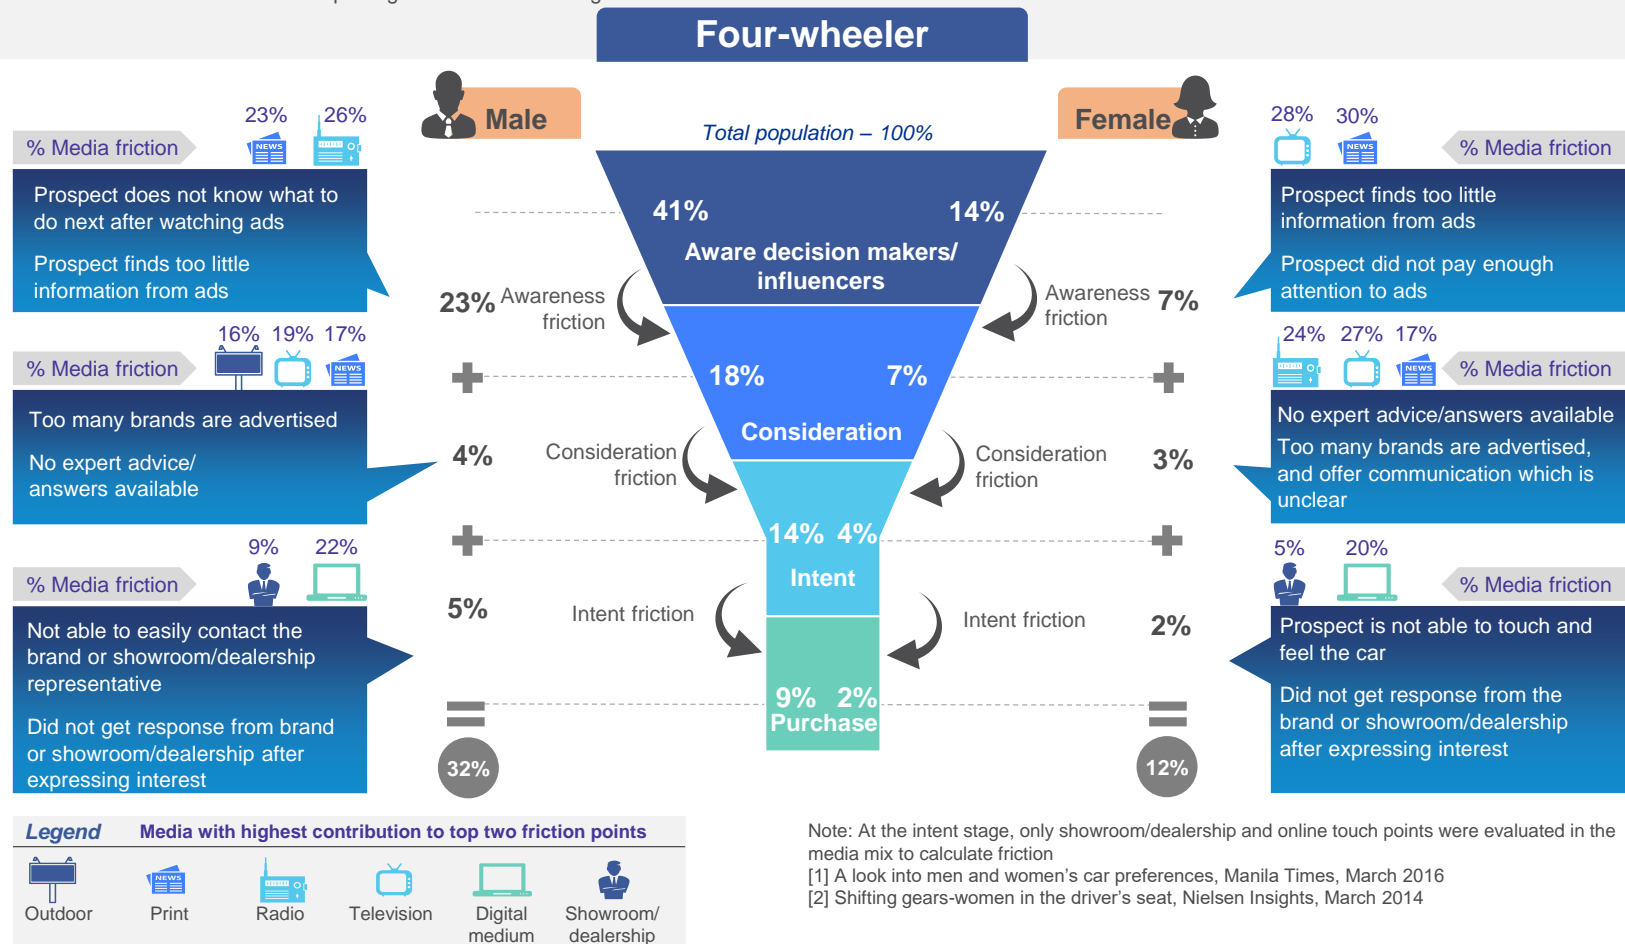 Four-wheeler
Male
Female
Total population – 100%
23%
26%
% Media friction
Prospect does not know what to
do next after watching ads
Prospect finds too little
information from ads
28%
30%
% Media friction
Prospect finds too little
information from ads
Prospect did not pay enough
attention to ads
41%
14%
Aware decision makers/
influencers
23%
Awareness
friction
Awareness
friction
7%
16%
19%
17%
% Media friction
Too many brands are advertised
No expert advice/
answers available
24%
27%
17%
% Media friction
No expert advice/answers available
Too many brands are advertised,
and offer communication which is
unclear
18%
7%
Consideration
4%
Consideration
friction
Consideration
friction
3%
14%
4%
Intent
9%
22%
% Media friction
Not able to easily contact the
brand or showroom/dealership
representative
Did not get response from brand
or showroom/dealership after
expressing interest
5%
20%
% Media friction
Prospect is not able to touch and
feel the car
Did not get response from the
brand or showroom/dealership
after expressing interest
5%
Intent friction
Intent friction
2%
9%
2%
Purchase
32%
12%
Legend
Media with highest contribution to top two friction points
NEWS
Outdoor
Print
Radio
Television
Digital
medium
Showroom/
dealership
Note: At the intent stage, only showroom/dealership and online touch points were evaluated in the
media mix to calculate friction
[1] A look into men and women’s car preferences, Manila Times, March 2016
[2] Shifting gears-women in the driver’s seat, Nielsen Insights, March 2014